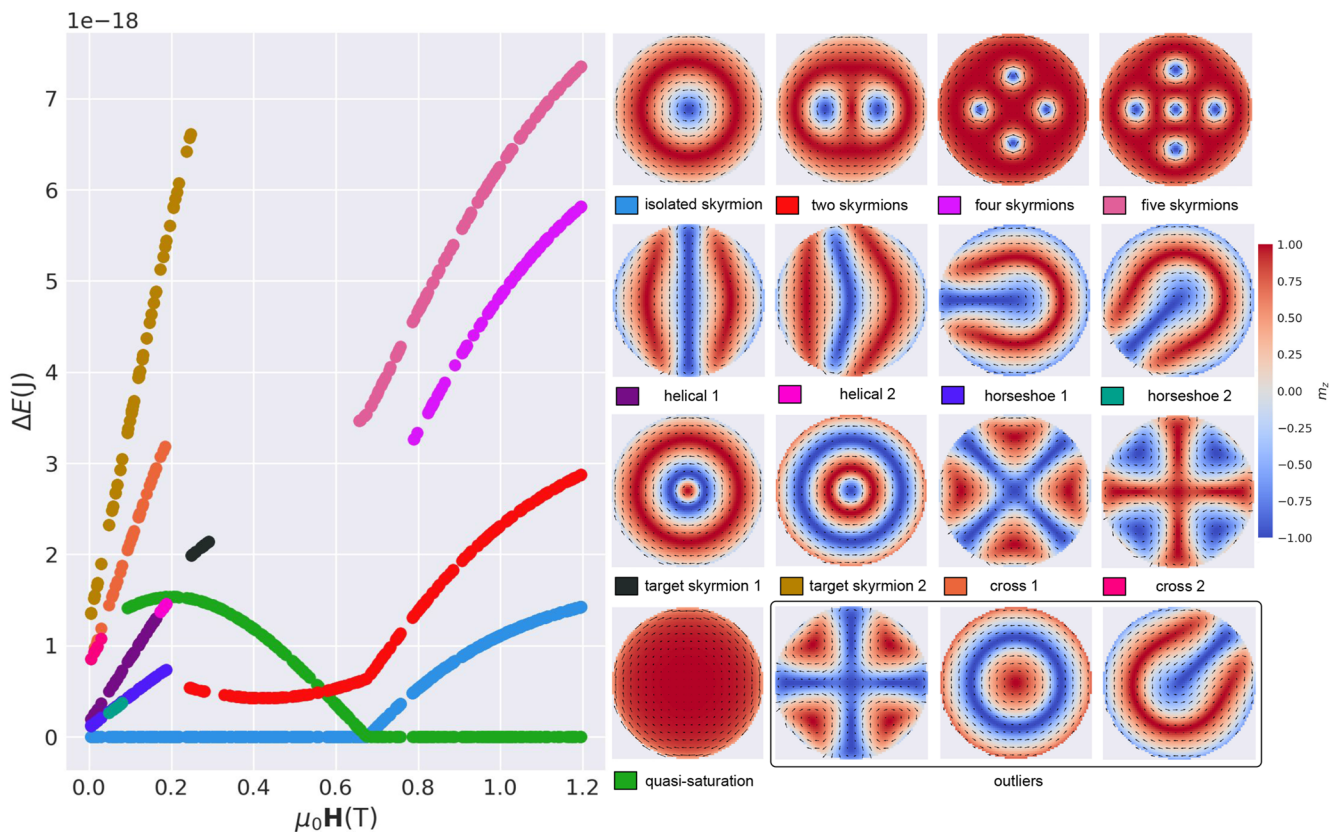 1e−18
7
6
5
4
3
2
1
0
ΔE(J)
0.0 0.2 0.4 0.6 0.8 1.0 1.2
μ₀H(T)
isolated skyrmion
two skyrmions
four skyrmions
five skyrmions
helical 1
helical 2
horseshoe 1
horseshoe 2
target skyrmion 1
target skyrmion 2
cross 1
cross 2
quasi-saturation
outliers
1.00
0.75
0.50
0.25
0.00
−0.25
−0.50
−0.75
−1.00
m_z